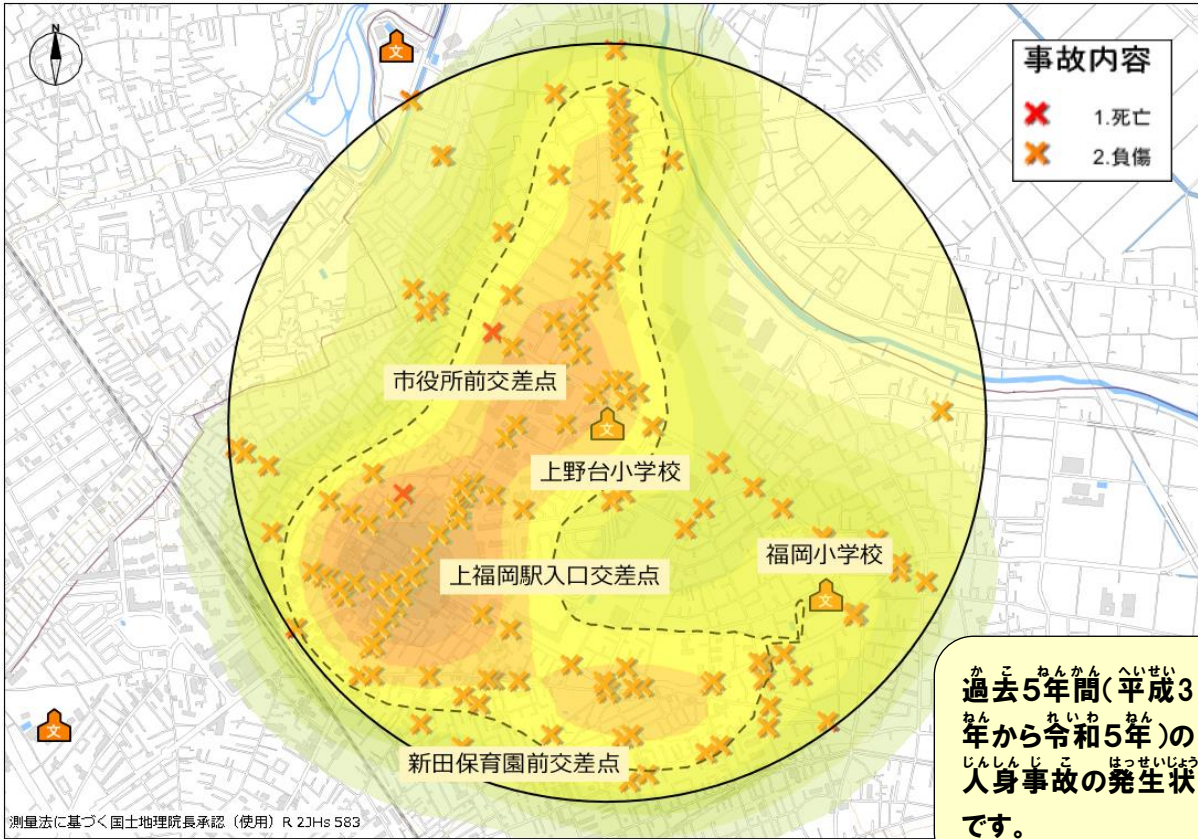 N
文
事故内容
1.死亡
2.負傷
市役所前交差点
文
上野台小学校
福岡小学校
上福岡駅入口交差点
文
文
新田保育園前交差点
かこ ねんかん へいせい
過去5年間(平成3
ねん れいわ ねん
年から令和5年)の
じんしんじこ はっせいじょう
人身事故の発生状
です。
測量法に基づく国土地理院長承認(使用)R 2JHs 583